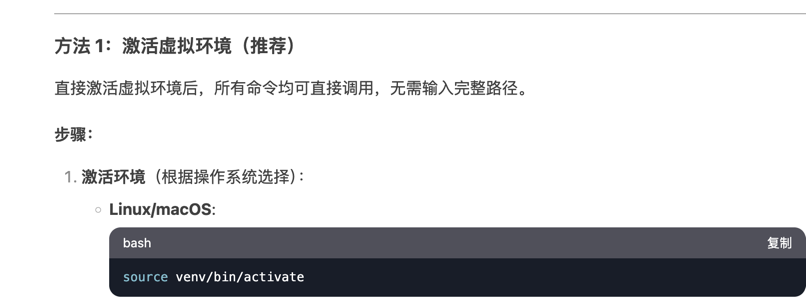 方法 1：激活虚拟环境（推荐）
直接激活虚拟环境后，所有命令均可直接调用，无需输入完整路径。
步骤：
1. 激活环境（根据操作系统选择）：
○ Linux/macOS:
bash 复制
source venv/bin/activate